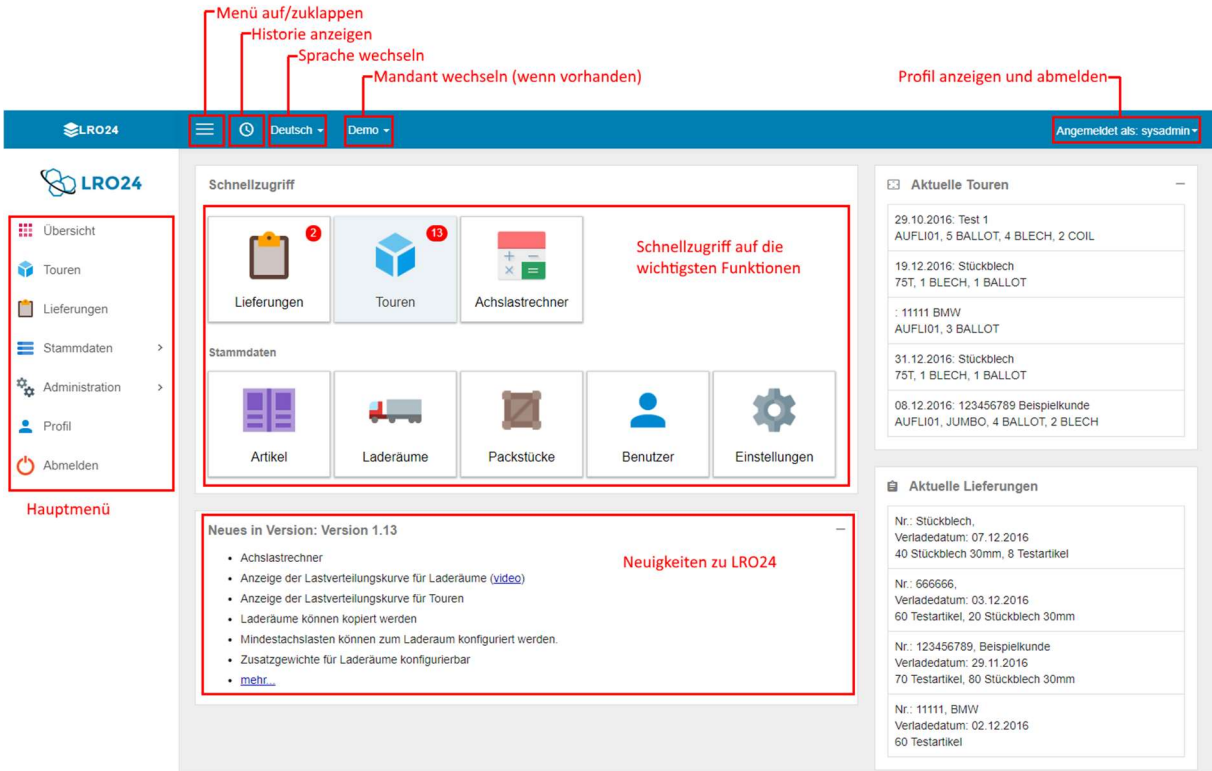 Menü auf/zuklappen
Historie anzeigen
Sprache wechseln
Mandant wechseln (wenn vorhanden)
Profil anzeigen und abmelden
LRO24
Deutsch
Demo
Angemeldet als: sysadmin
LRO24
Übersicht
Touren
Lieferungen
Stammdaten
Administration
Profil
Abmelden
Hauptmenü
Schnellzugriff
2
13
Lieferungen
Touren
Achslastrechner
Schnellzugriff auf die
wichtigsten Funktionen
Stammdaten
Artikel
Laderäume
Packstücke
Benutzer
Einstellungen
Neues in Version: Version 1.13
• Achslastrechner
• Anzeige der Lastverteilungskurve für Laderäume (video)
• Anzeige der Lastverteilungskurve für Touren
• Laderäume können kopiert werden
• Mindestachslasten können zum Laderaum konfiguriert werden.
• Zusatzgewichte für Laderäume konfigurierbar
• mehr...
Neuigkeiten zu LRO24
Aktuelle Touren
29.10.2016: Test 1
AUFLI01, 5 BALLOT, 4 BLECH, 2 COIL
19.12.2016: Stückblech
75T, 1 BLECH, 1 BALLOT
: 11111 BMW
AUFLI01, 3 BALLOT
31.12.2016: Stückblech
75T, 1 BLECH, 1 BALLOT
08.12.2016: 123456789 Beispielkunde
AUFLI01, JUMBO, 4 BALLOT, 2 BLECH
Aktuelle Lieferungen
Nr.: Stückblech,
Verladedatum: 07.12.2016
40 Stückblech 30mm, 8 Testartikel
Nr.: 666666,
Verladedatum: 03.12.2016
60 Testartikel, 20 Stückblech 30mm
Nr.: 123456789, Beispielkunde
Verladedatum: 29.11.2016
70 Testartikel, 80 Stückblech 30mm
Nr.: 11111, BMW
Verladedatum: 02.12.2016
60 Testartikel